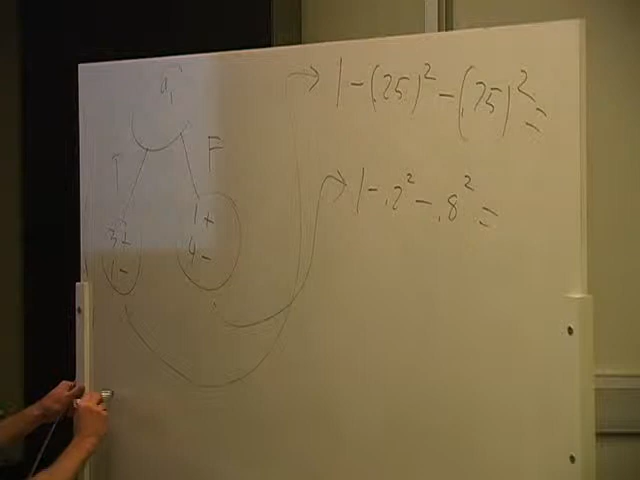 a₁
→ 1-(.25)²-(.75)² =
T F
→ 1-.2²-.8² =
3+ 1+
1- 4-